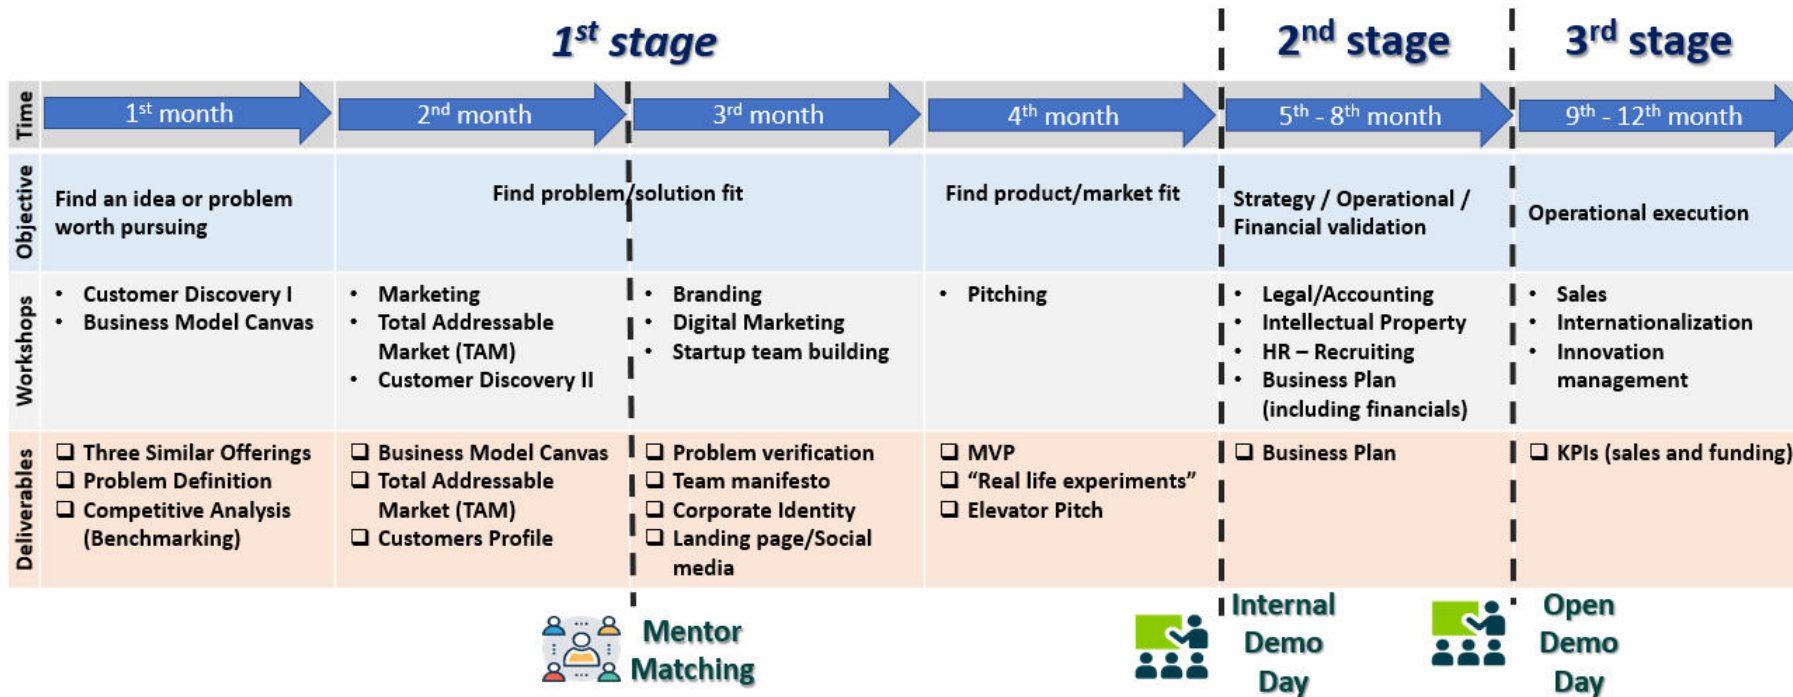 1st stage
2nd stage
3rd stage
Time
1st month
2nd month
3rd month
4th month
5th - 8th month
9th - 12th month
Objective
Find an idea or problem
worth pursuing
Find problem/solution fit
Find product/market fit
Strategy / Operational /
Financial validation
Operational execution
Workshops
• Customer Discovery I
• Business Model Canvas
• Marketing
• Total Addressable
Market (TAM)
• Customer Discovery II
• Branding
• Digital Marketing
• Startup team building
• Pitching
• Legal/Accounting
• Intellectual Property
• HR – Recruiting
• Business Plan
(including financials)
• Sales
• Internationalization
• Innovation
management
Deliverables
❑ Three Similar Offerings
❑ Problem Definition
❑ Competitive Analysis
(Benchmarking)
❑ Business Model Canvas
❑ Total Addressable
Market (TAM)
❑ Customers Profile
❑ Problem verification
❑ Team manifesto
❑ Corporate Identity
❑ Landing page/Social
media
❑ MVP
❑ “Real life experiments”
❑ Elevator Pitch
❑ Business Plan
❑ KPIs (sales and funding)
Mentor
Matching
Internal
Demo
Day
Open
Demo
Day